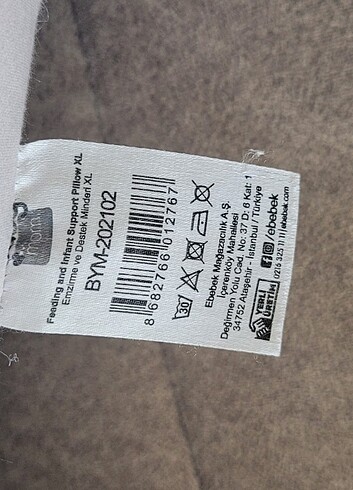 Feeding and Infant Support Pillow XL
Emzirme ve Destek Minderi XL
BYM-202102
8 682766 012767
30
Ebebek Mağazacılık A.Ş.
İçerenköy Mahallesi
Değirmen Yolu Cad. No: 37 D: 6 Kat: 1
34752 Ataşehir - İstanbul / Türkiye
YERLİ
ÜRETİM
ebebek
ebebek.com